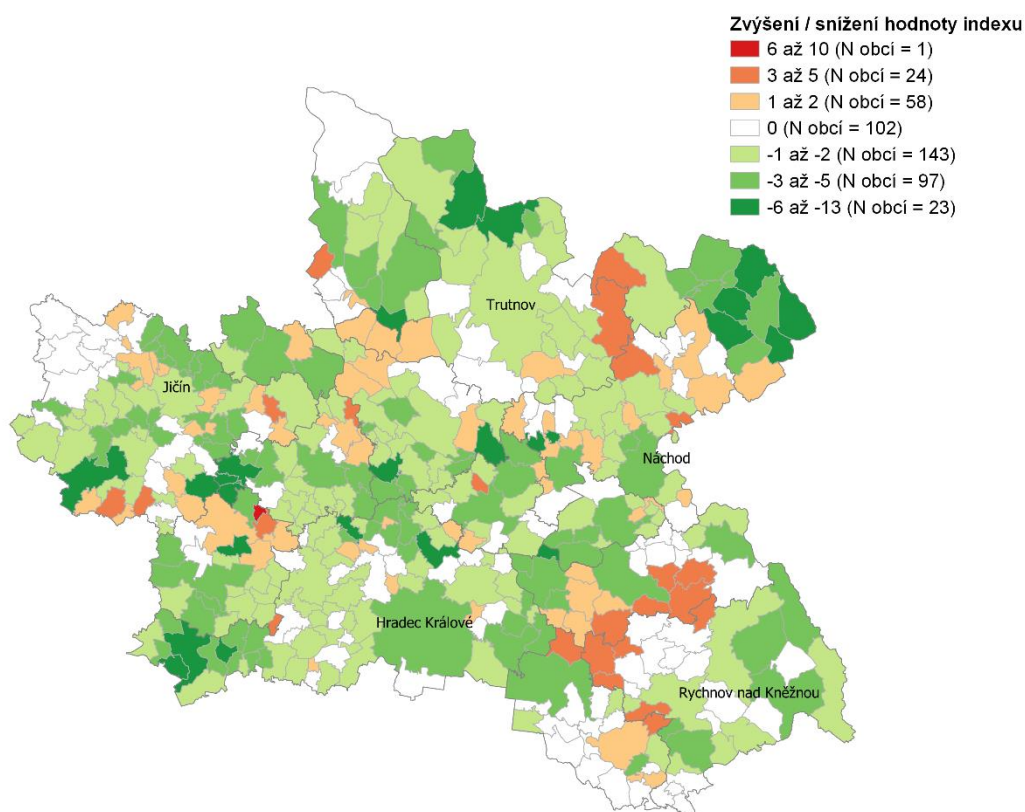 Zvýšení / snížení hodnoty indexu
6 až 10 (N obcí = 1)
3 až 5 (N obcí = 24)
1 až 2 (N obcí = 58)
0 (N obcí = 102)
-1 až -2 (N obcí = 143)
-3 až -5 (N obcí = 97)
-6 až -13 (N obcí = 23)
Trutnov
Jičín
Náchod
Hradec Králové
Rychnov nad Kněžnou